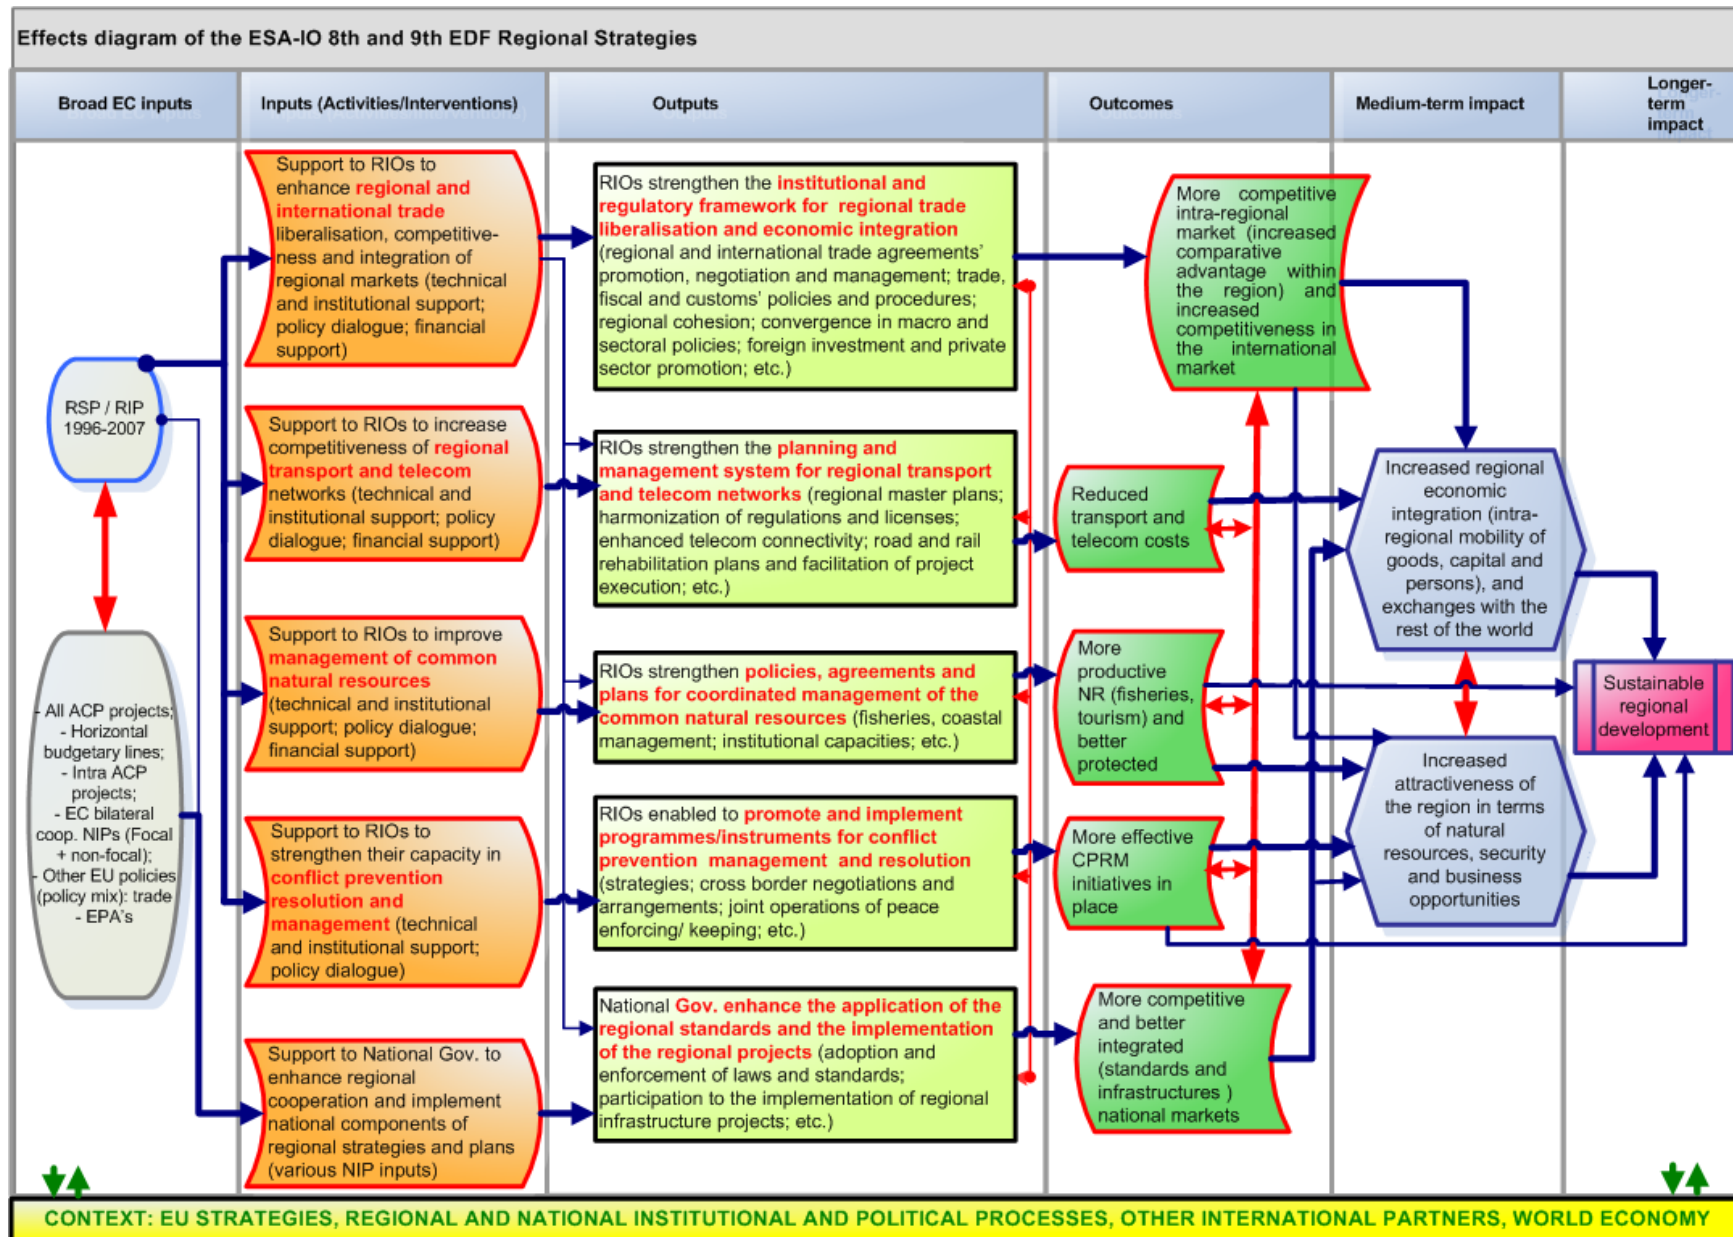 Effects diagram of the ESA-IO 8th and 9th EDF Regional Strategies
Broad EC inputs
Inputs (Activities/Interventions)
Outputs
Outcomes
Medium-term impact
Longer-
term
impact
RSP / RIP
1996-2007
- All ACP projects;
- Horizontal
budgetary lines;
- Intra ACP
projects;
- EC bilateral
coop. NIPs (Focal
+ non-focal);
- Other EU policies
(policy mix): trade
- EPA's
Support to RIOs to
enhance regional and
international trade
liberalisation, competitive-
ness and integration of
regional markets (technical
and institutional support;
policy dialogue; financial
support)
Support to RIOs to increase
competitiveness of regional
transport and telecom
networks (technical and
institutional support; policy
dialogue; financial support)
Support to RIOs to improve
management of common
natural resources
(technical and institutional
support; policy dialogue;
financial support)
Support to RIOs to
strengthen their capacity in
conflict prevention
resolution and
management (technical
and institutional support;
policy dialogue)
Support to National Gov. to
enhance regional
cooperation and implement
national components of
regional strategies and plans
(various NIP inputs)
RIOs strengthen the institutional and
regulatory framework for regional trade
liberalisation and economic integration
(regional and international trade agreements'
promotion, negotiation and management; trade,
fiscal and customs' policies and procedures;
regional cohesion; convergence in macro and
sectoral policies; foreign investment and private
sector promotion; etc.)
RIOs strengthen the planning and
management system for regional transport
and telecom networks (regional master plans;
harmonization of regulations and licenses;
enhanced telecom connectivity; road and rail
rehabilitation plans and facilitation of project
execution; etc.)
RIOs strengthen policies, agreements and
plans for coordinated management of the
common natural resources (fisheries, coastal
management; institutional capacities; etc.)
RIOs enabled to promote and implement
programmes/instruments for conflict
prevention management and resolution
(strategies; cross border negotiations and
arrangements; joint operations of peace
enforcing/ keeping; etc.)
National Gov. enhance the application of the
regional standards and the implementation
of the regional projects (adoption and
enforcement of laws and standards;
participation to the implementation of regional
infrastructure projects; etc.)
More competitive
intra-regional
market (increased
comparative
advantage within
the region) and
increased
competitiveness in
the international
market
Reduced
transport and
telecom costs
More
productive
NR (fisheries,
tourism) and
better
protected
More effective
CPRM
initiatives in
place
More competitive
and better
integrated
(standards and
infrastructures )
national markets
Increased regional
economic
integration (intra-
regional mobility of
goods, capital and
persons), and
exchanges with the
rest of the world
Increased
attractiveness of
the region in terms
of natural
resources, security
and business
opportunities
Sustainable
regional
development
CONTEXT: EU STRATEGIES, REGIONAL AND NATIONAL INSTITUTIONAL AND POLITICAL PROCESSES, OTHER INTERNATIONAL PARTNERS, WORLD ECONOMY